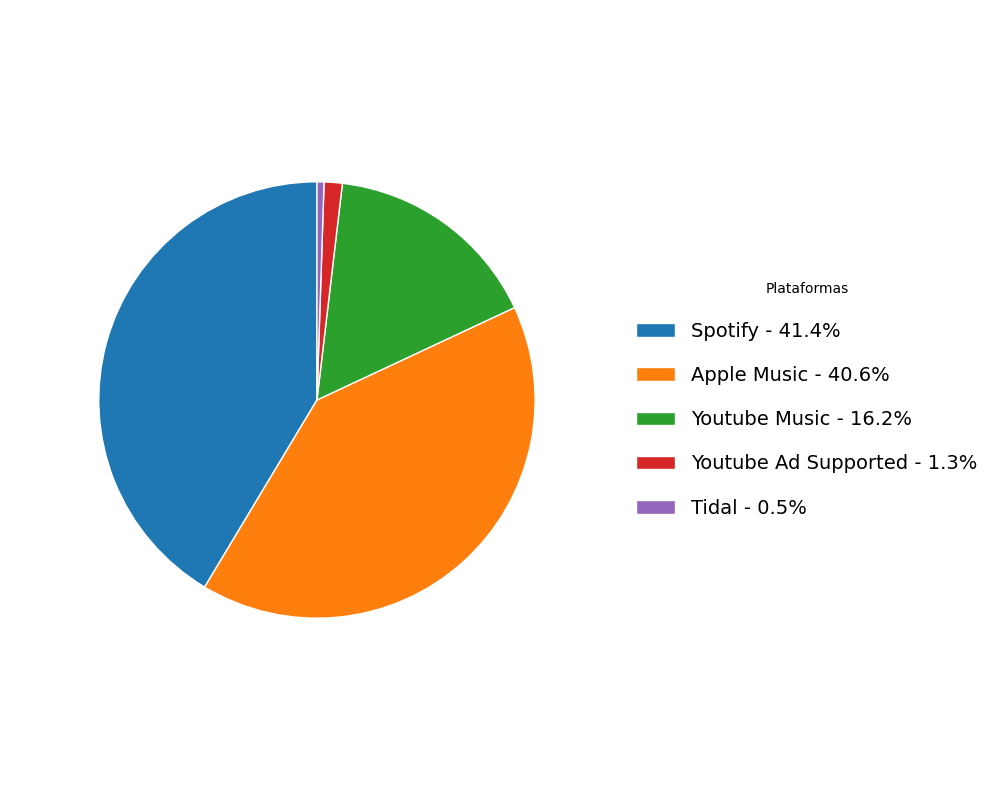 Plataformas
Spotify - 41.4%
Apple Music - 40.6%
Youtube Music - 16.2%
Youtube Ad Supported - 1.3%
Tidal - 0.5%